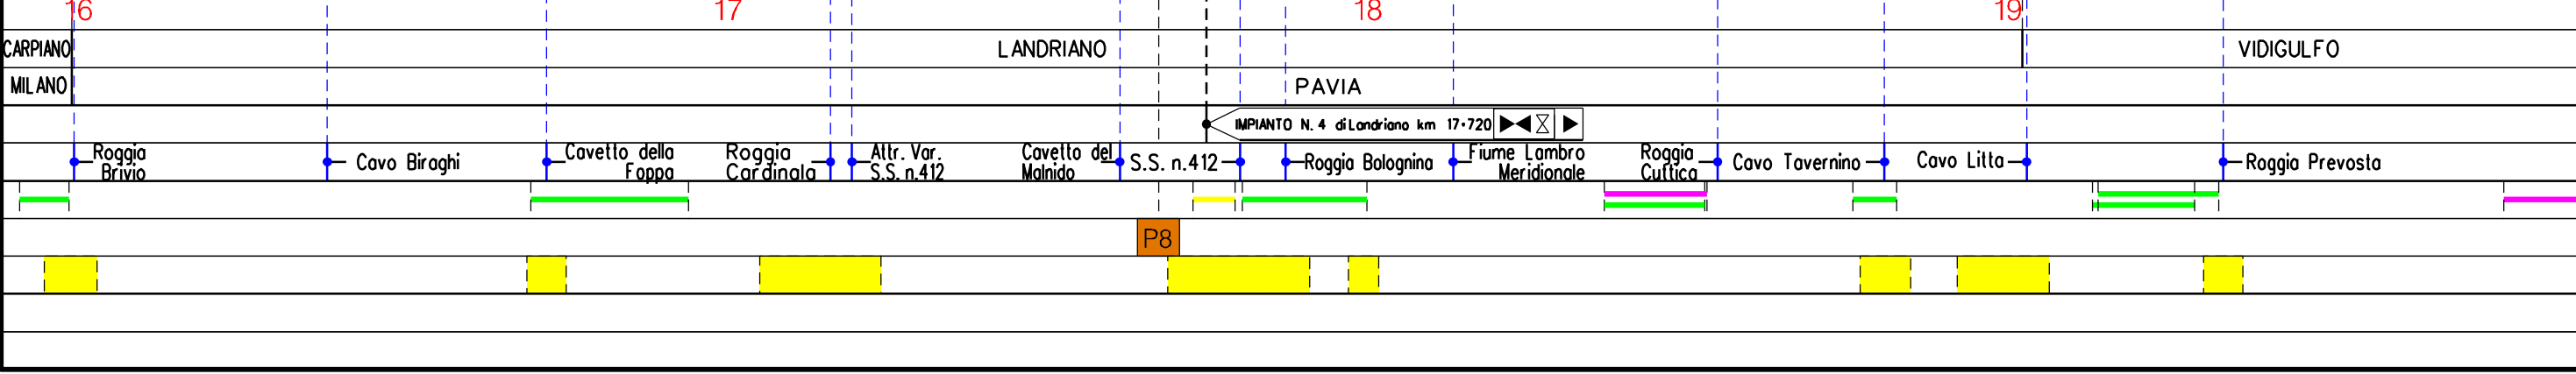 16 17 18 19
CARPIANO LANDRIANO VIDIGULFO
MILANO PAVIA
IMPIANTO N. 4 di Landriano km 17+720
Roggia
Brivio
Cavo Biraghi
Cavetto della
Foppa
Roggia
Cardinala
Attr. Var.
S.S. n.412
Cavetto del
Malnido
S.S. n.412
Roggia Bolognina
Fiume Lambro
Meridionale
Roggia
Cuttica
Cavo Tavernino
Cavo Litta
Roggia Prevosta
P8